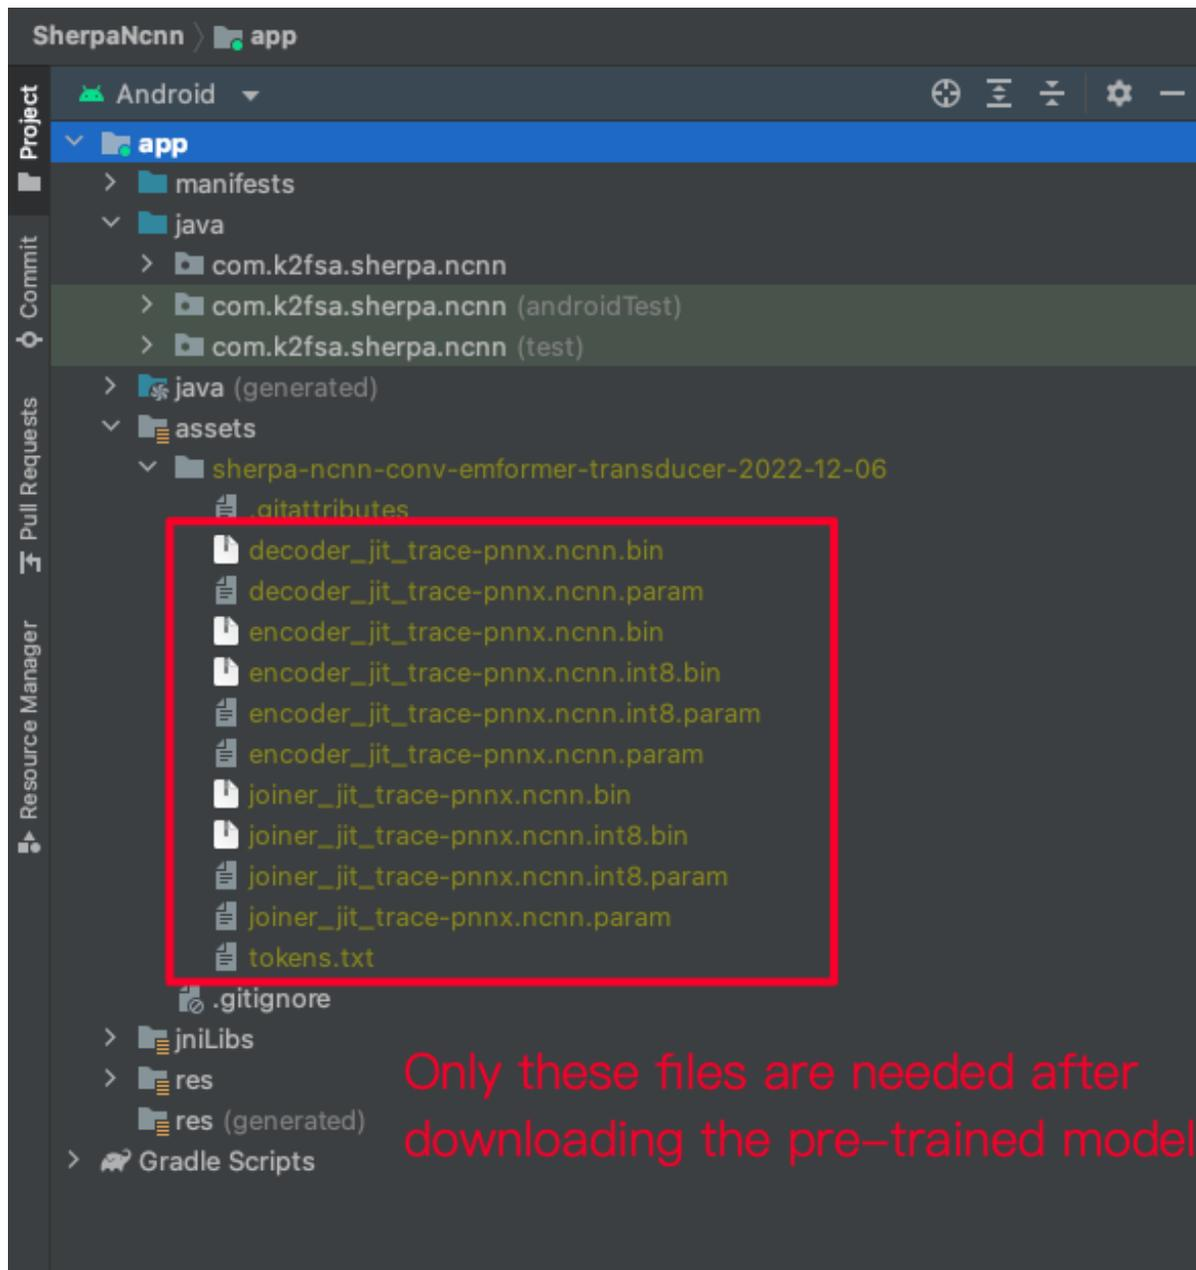 SherpaNcnn app
Android
app
manifests
java
com.k2fsa.sherpa.ncnn
com.k2fsa.sherpa.ncnn (androidTest)
com.k2fsa.sherpa.ncnn (test)
java (generated)
assets
sherpa-ncnn-conv-emformer-transducer-2022-12-06
.gitattributes
decoder_jit_trace-pnnx.ncnn.bin
decoder_jit_trace-pnnx.ncnn.param
encoder_jit_trace-pnnx.ncnn.bin
encoder_jit_trace-pnnx.ncnn.int8.bin
encoder_jit_trace-pnnx.ncnn.int8.param
encoder_jit_trace-pnnx.ncnn.param
joiner_jit_trace-pnnx.ncnn.bin
joiner_jit_trace-pnnx.ncnn.int8.bin
joiner_jit_trace-pnnx.ncnn.int8.param
joiner_jit_trace-pnnx.ncnn.param
tokens.txt
.gitignore
jniLibs
res
res (generated)
Gradle Scripts
Only these files are needed after
downloading the pre-trained model
Project
Commit
Pull Requests
Resource Manager